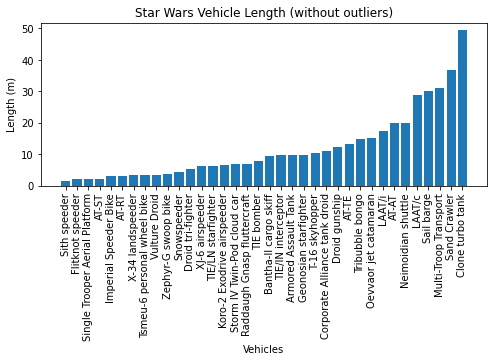 Star Wars Vehicle Length (without outliers)
Length (m)
50
40
30
20
10
0
Sith speeder
Flitknot speeder
Single Trooper Aerial Platform
AT-ST
Imperial Speeder Bike
AT-RT
X-34 landspeeder
Tsmeu-6 personal wheel bike
Vulture Droid
Zephyr-G swoop bike
Snowspeeder
Droid tri-fighter
XJ-6 airspeeder
TIE/LN starfighter
Koro-2 Exodrive airspeeder
Storm IV Twin-Pod cloud car
Raddaugh Gnasp fluttercraft
TIE bomber
Bantha-II cargo skiff
TIE/IN interceptor
Armored Assault Tank
Geonosian starfighter
T-16 skyhopper
Corporate Alliance tank droid
Droid gunship
AT-TE
Tribubble bongo
Oevvaor jet catamaran
LAAT/i
AT-AT
Neimoidian shuttle
LAAT/c
Sail barge
Multi-Troop Transport
Sand Crawler
Clone turbo tank
Vehicles